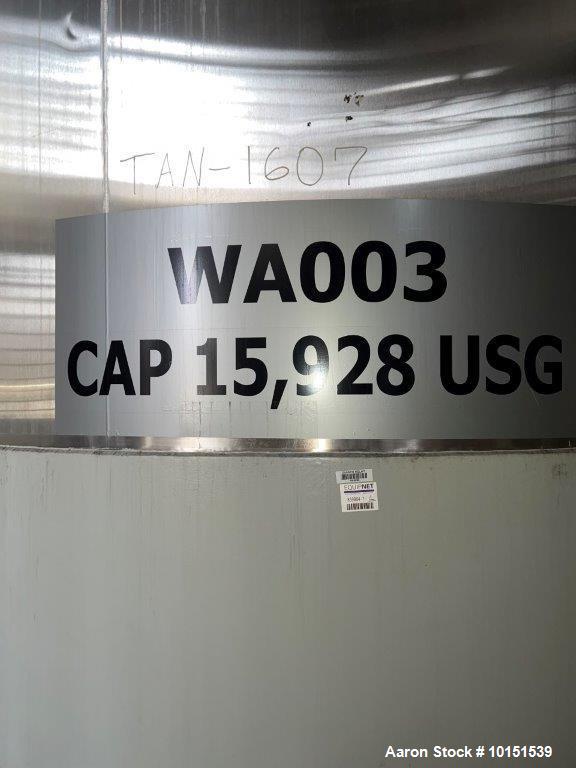 TAN-1607
WA003
CAP 15,928 USG
EQUIPNET
Aaron Stock # 10151539